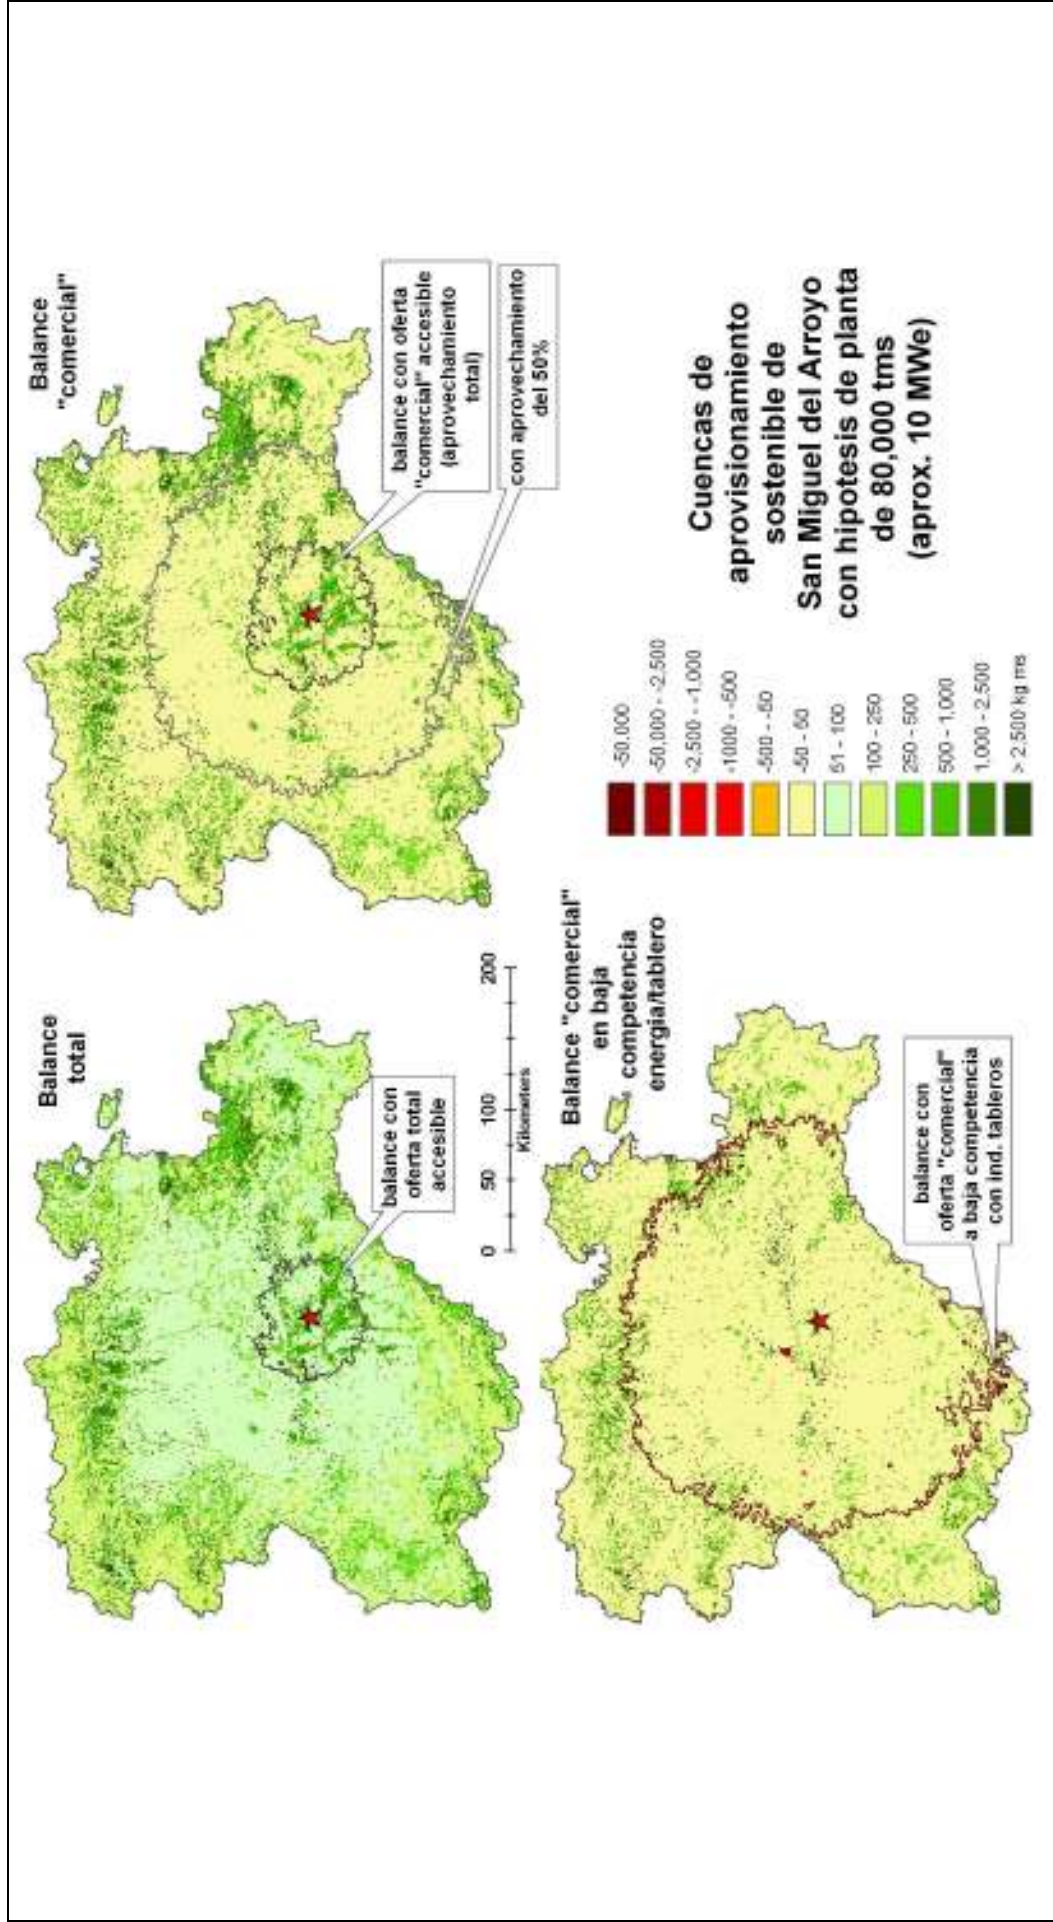 Balance
total
balance con
oferta total
accesible
0 50 100 200
Kilometers
Balance
"comercial"
balance con oferta
"comercial" accesible
(aprovechamiento
total)
con aprovechamiento
del 50%
Balance "comercial"
en baja
competencia
energia/tablero
balance con
oferta "comercial"
a baja competencia
con ind. tableros
-50,000
-50,000 - -2,500
-2,500 - -1,000
-1000 - -500
-500 - -50
-50 - 50
51 - 100
100 - 250
250 - 500
500 - 1,000
1,000 - 2,500
> 2,500 kg ms
Cuencas de
aprovisionamiento
sostenible de
San Miguel del Arroyo
con hipotesis de planta
de 80,000 tms
(aprox. 10 MWe)